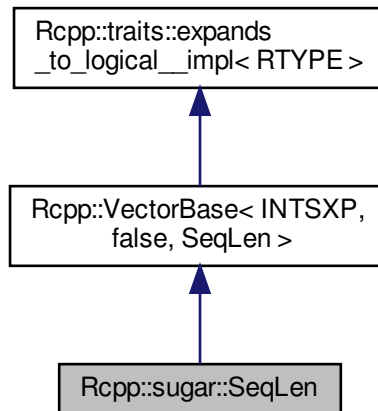 Rcpp::traits::expands
_to_logical__impl< RTYPE >
Rcpp::VectorBase< INTSXP,
false, SeqLen >
Rcpp::sugar::SeqLen